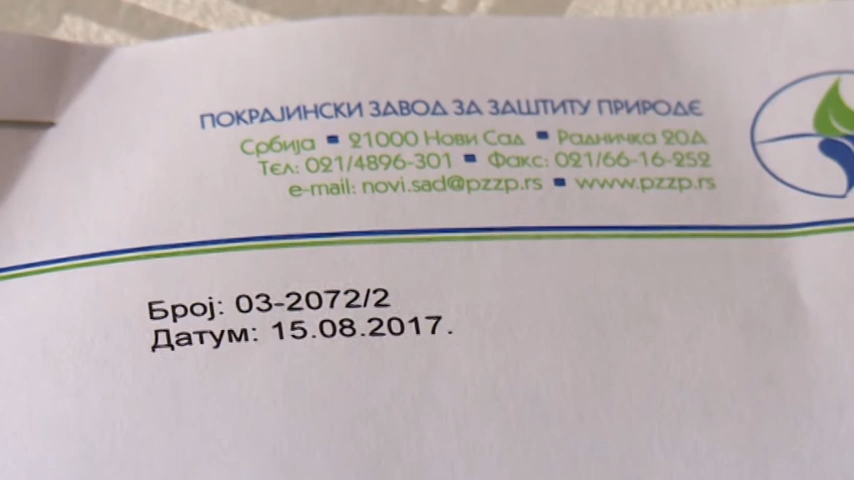 ПОКРАЈИНСКИ ЗАВОД ЗА ЗАШТИТУ ПРИРОДЕ
Србија ▪ 21000 Нови Сад ▪ Радничка 20А
Тел: 021/4896-301 ▪ Факс: 021/66-16-252
e-mail: novi.sad@pzzp.rs ▪ www.pzzp.rs
Број: 03-2072/2
Датум: 15.08.2017.